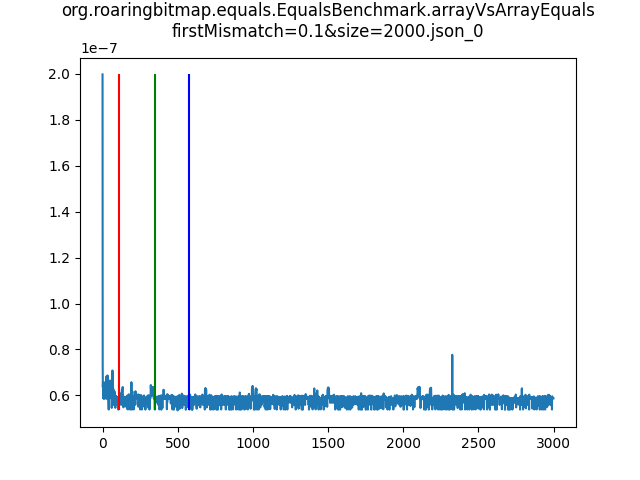 org.roaringbitmap.equals.EqualsBenchmark.arrayVsArrayEquals
firstMismatch=0.1&size=2000.json_0
1e−7
2.0
1.8
1.6
1.4
1.2
1.0
0.8
0.6
0 500 1000 1500 2000 2500 3000